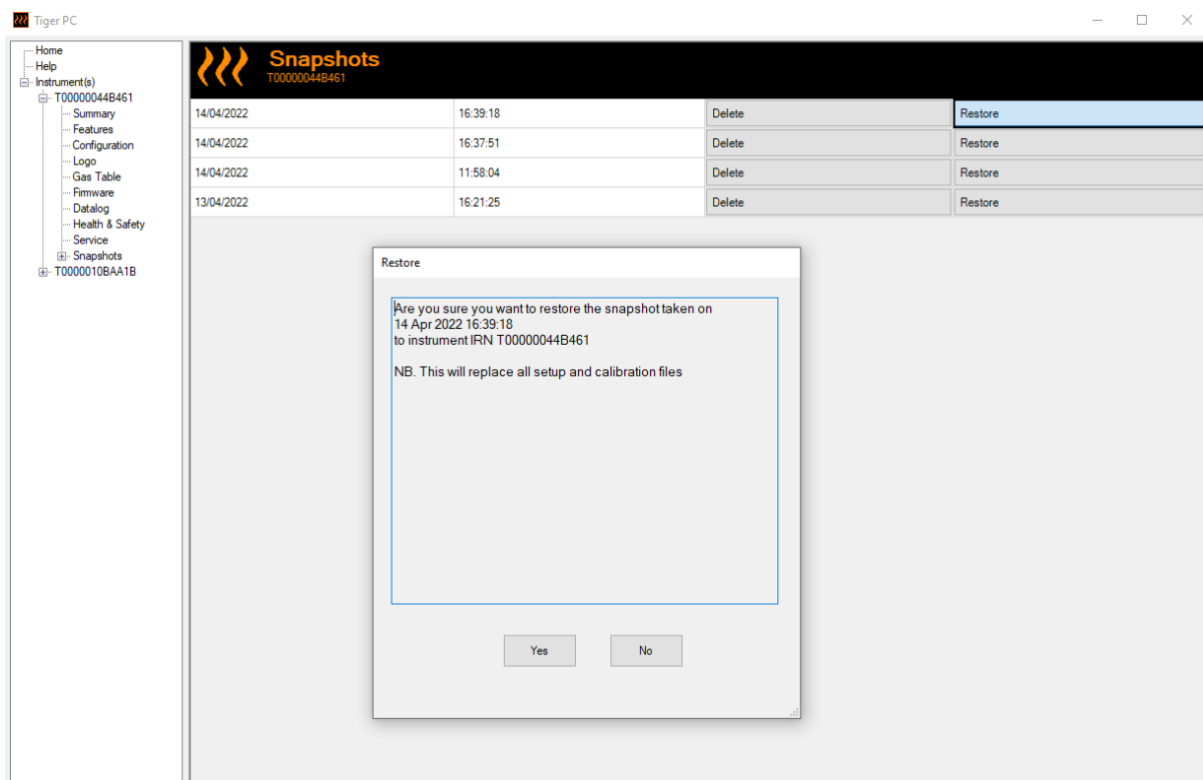 Tiger PC
Home
Help
Instrument(s)
T00000044B461
Summary
Features
Configuration
Logo
Gas Table
Firmware
Datalog
Health & Safety
Service
Snapshots
T0000010BAA1B
Snapshots
T00000044B461
14/04/2022 16:39:18 Delete Restore
14/04/2022 16:37:51 Delete Restore
14/04/2022 11:58:04 Delete Restore
13/04/2022 16:21:25 Delete Restore
Restore
Are you sure you want to restore the snapshot taken on
14 Apr 2022 16:39:18
to instrument IRN T00000044B461
NB. This will replace all setup and calibration files
Yes No